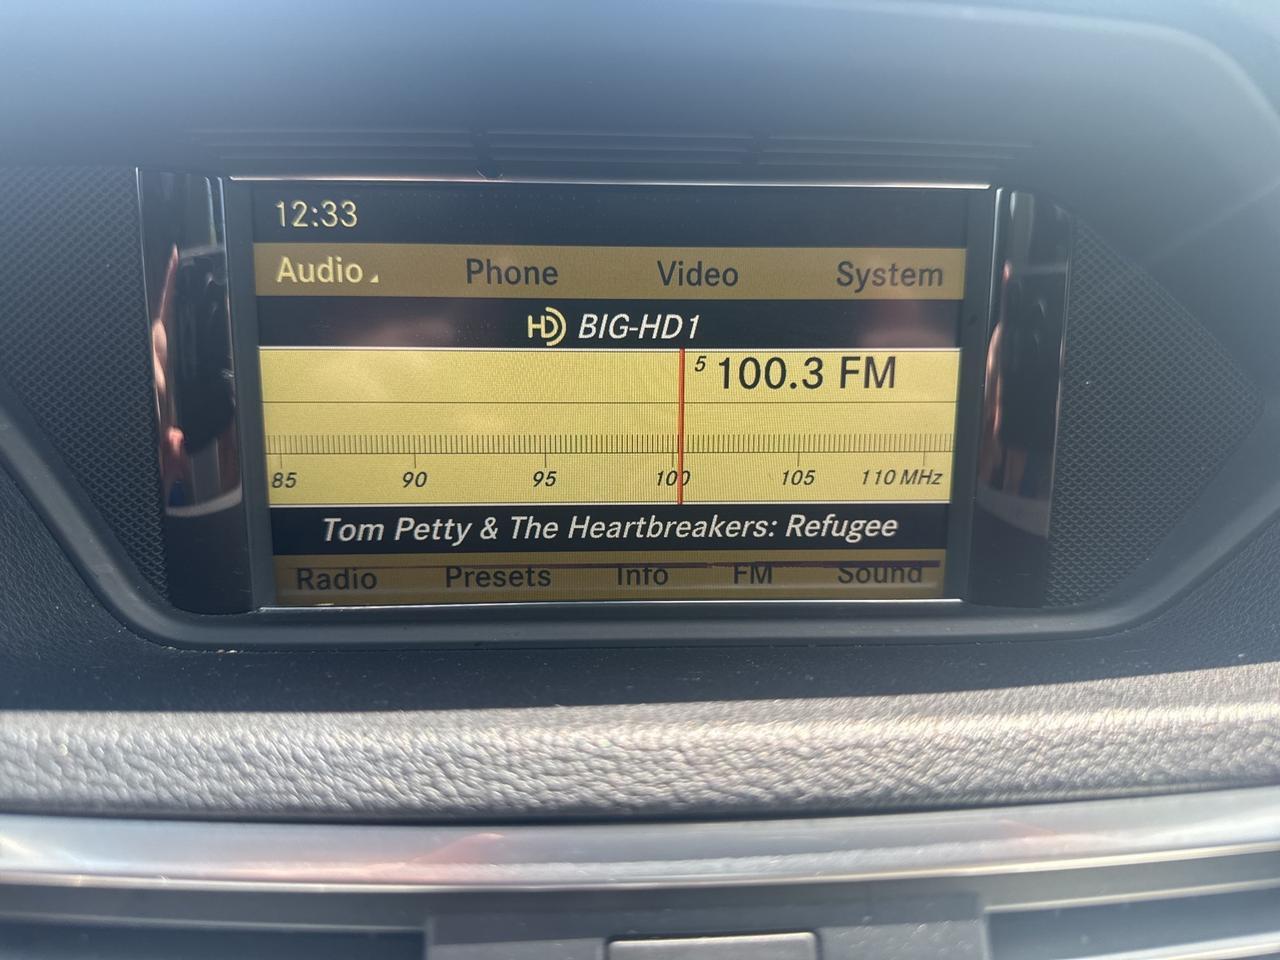 12:33
Audio Phone Video System
HD BIG-HD1
5 100.3 FM
85 90 95 100 105 110 MHz
Tom Petty & The Heartbreakers: Refugee
Radio Presets Info FM Sound